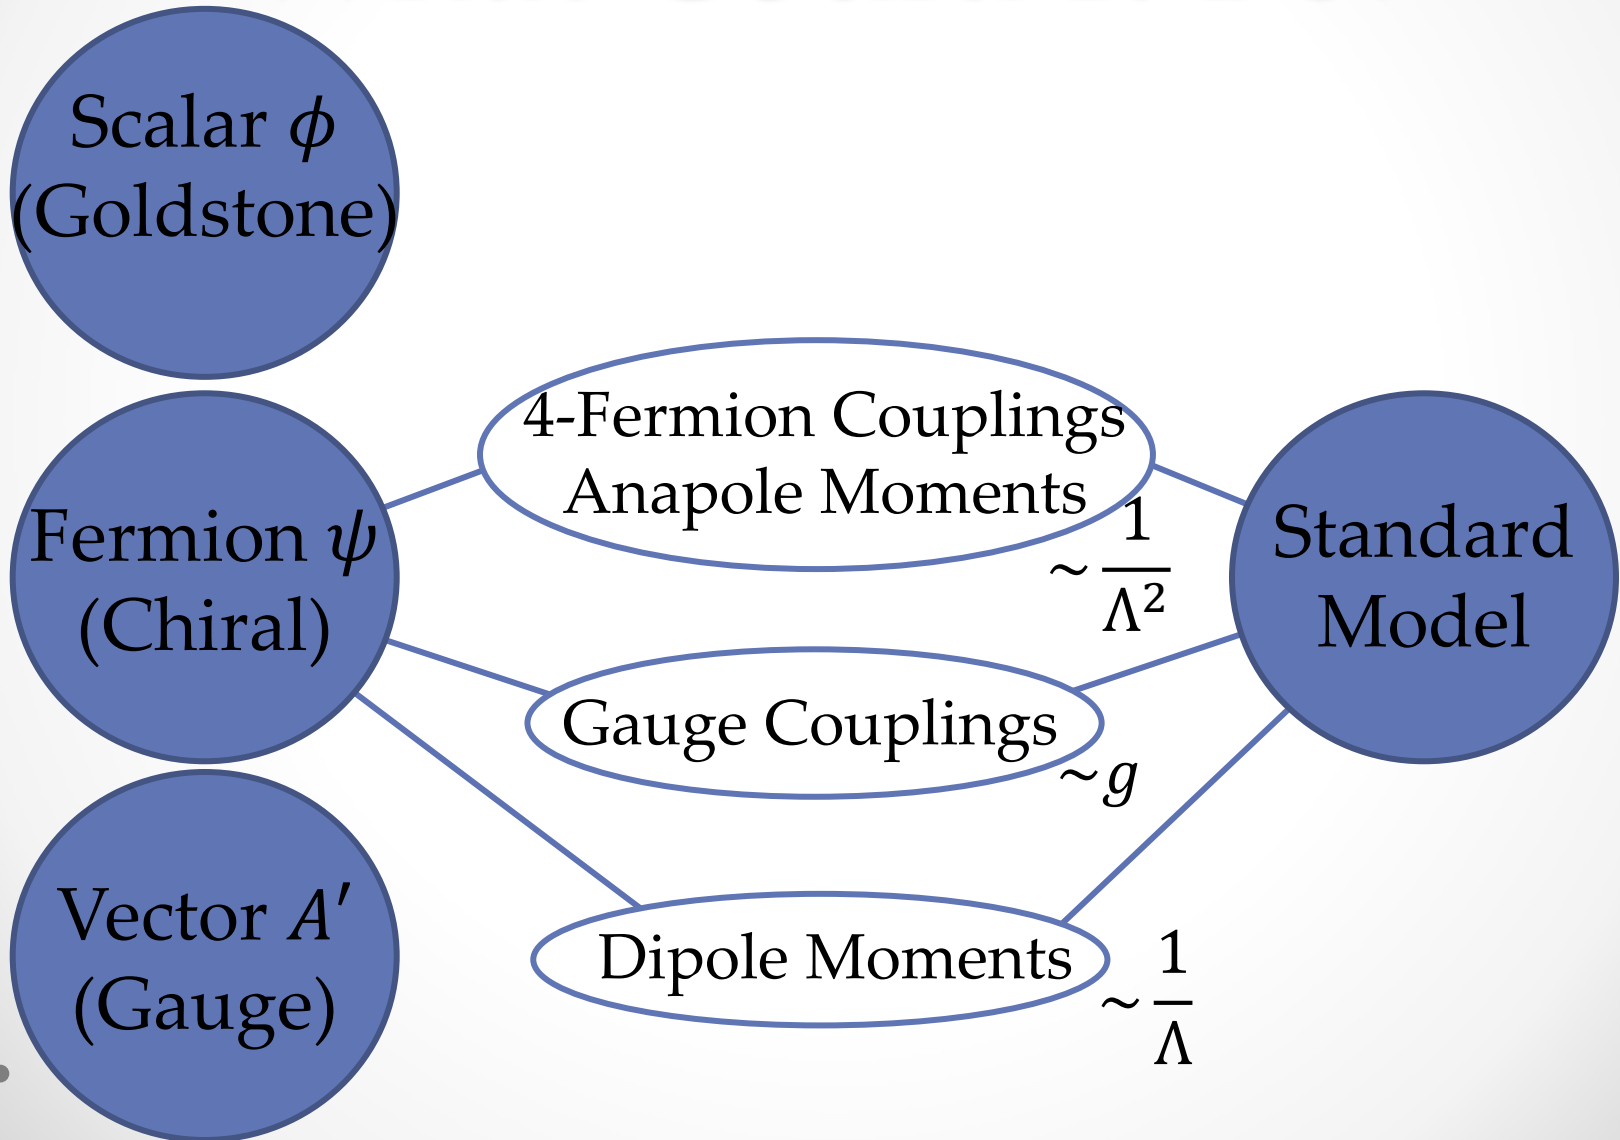 Scalar ϕ
(Goldstone)
4-Fermion Couplings
Anapole Moments
~ 1/Λ²
Fermion ψ
(Chiral)
Standard
Model
Gauge Couplings
~g
Vector A′
(Gauge)
Dipole Moments
~ 1/Λ